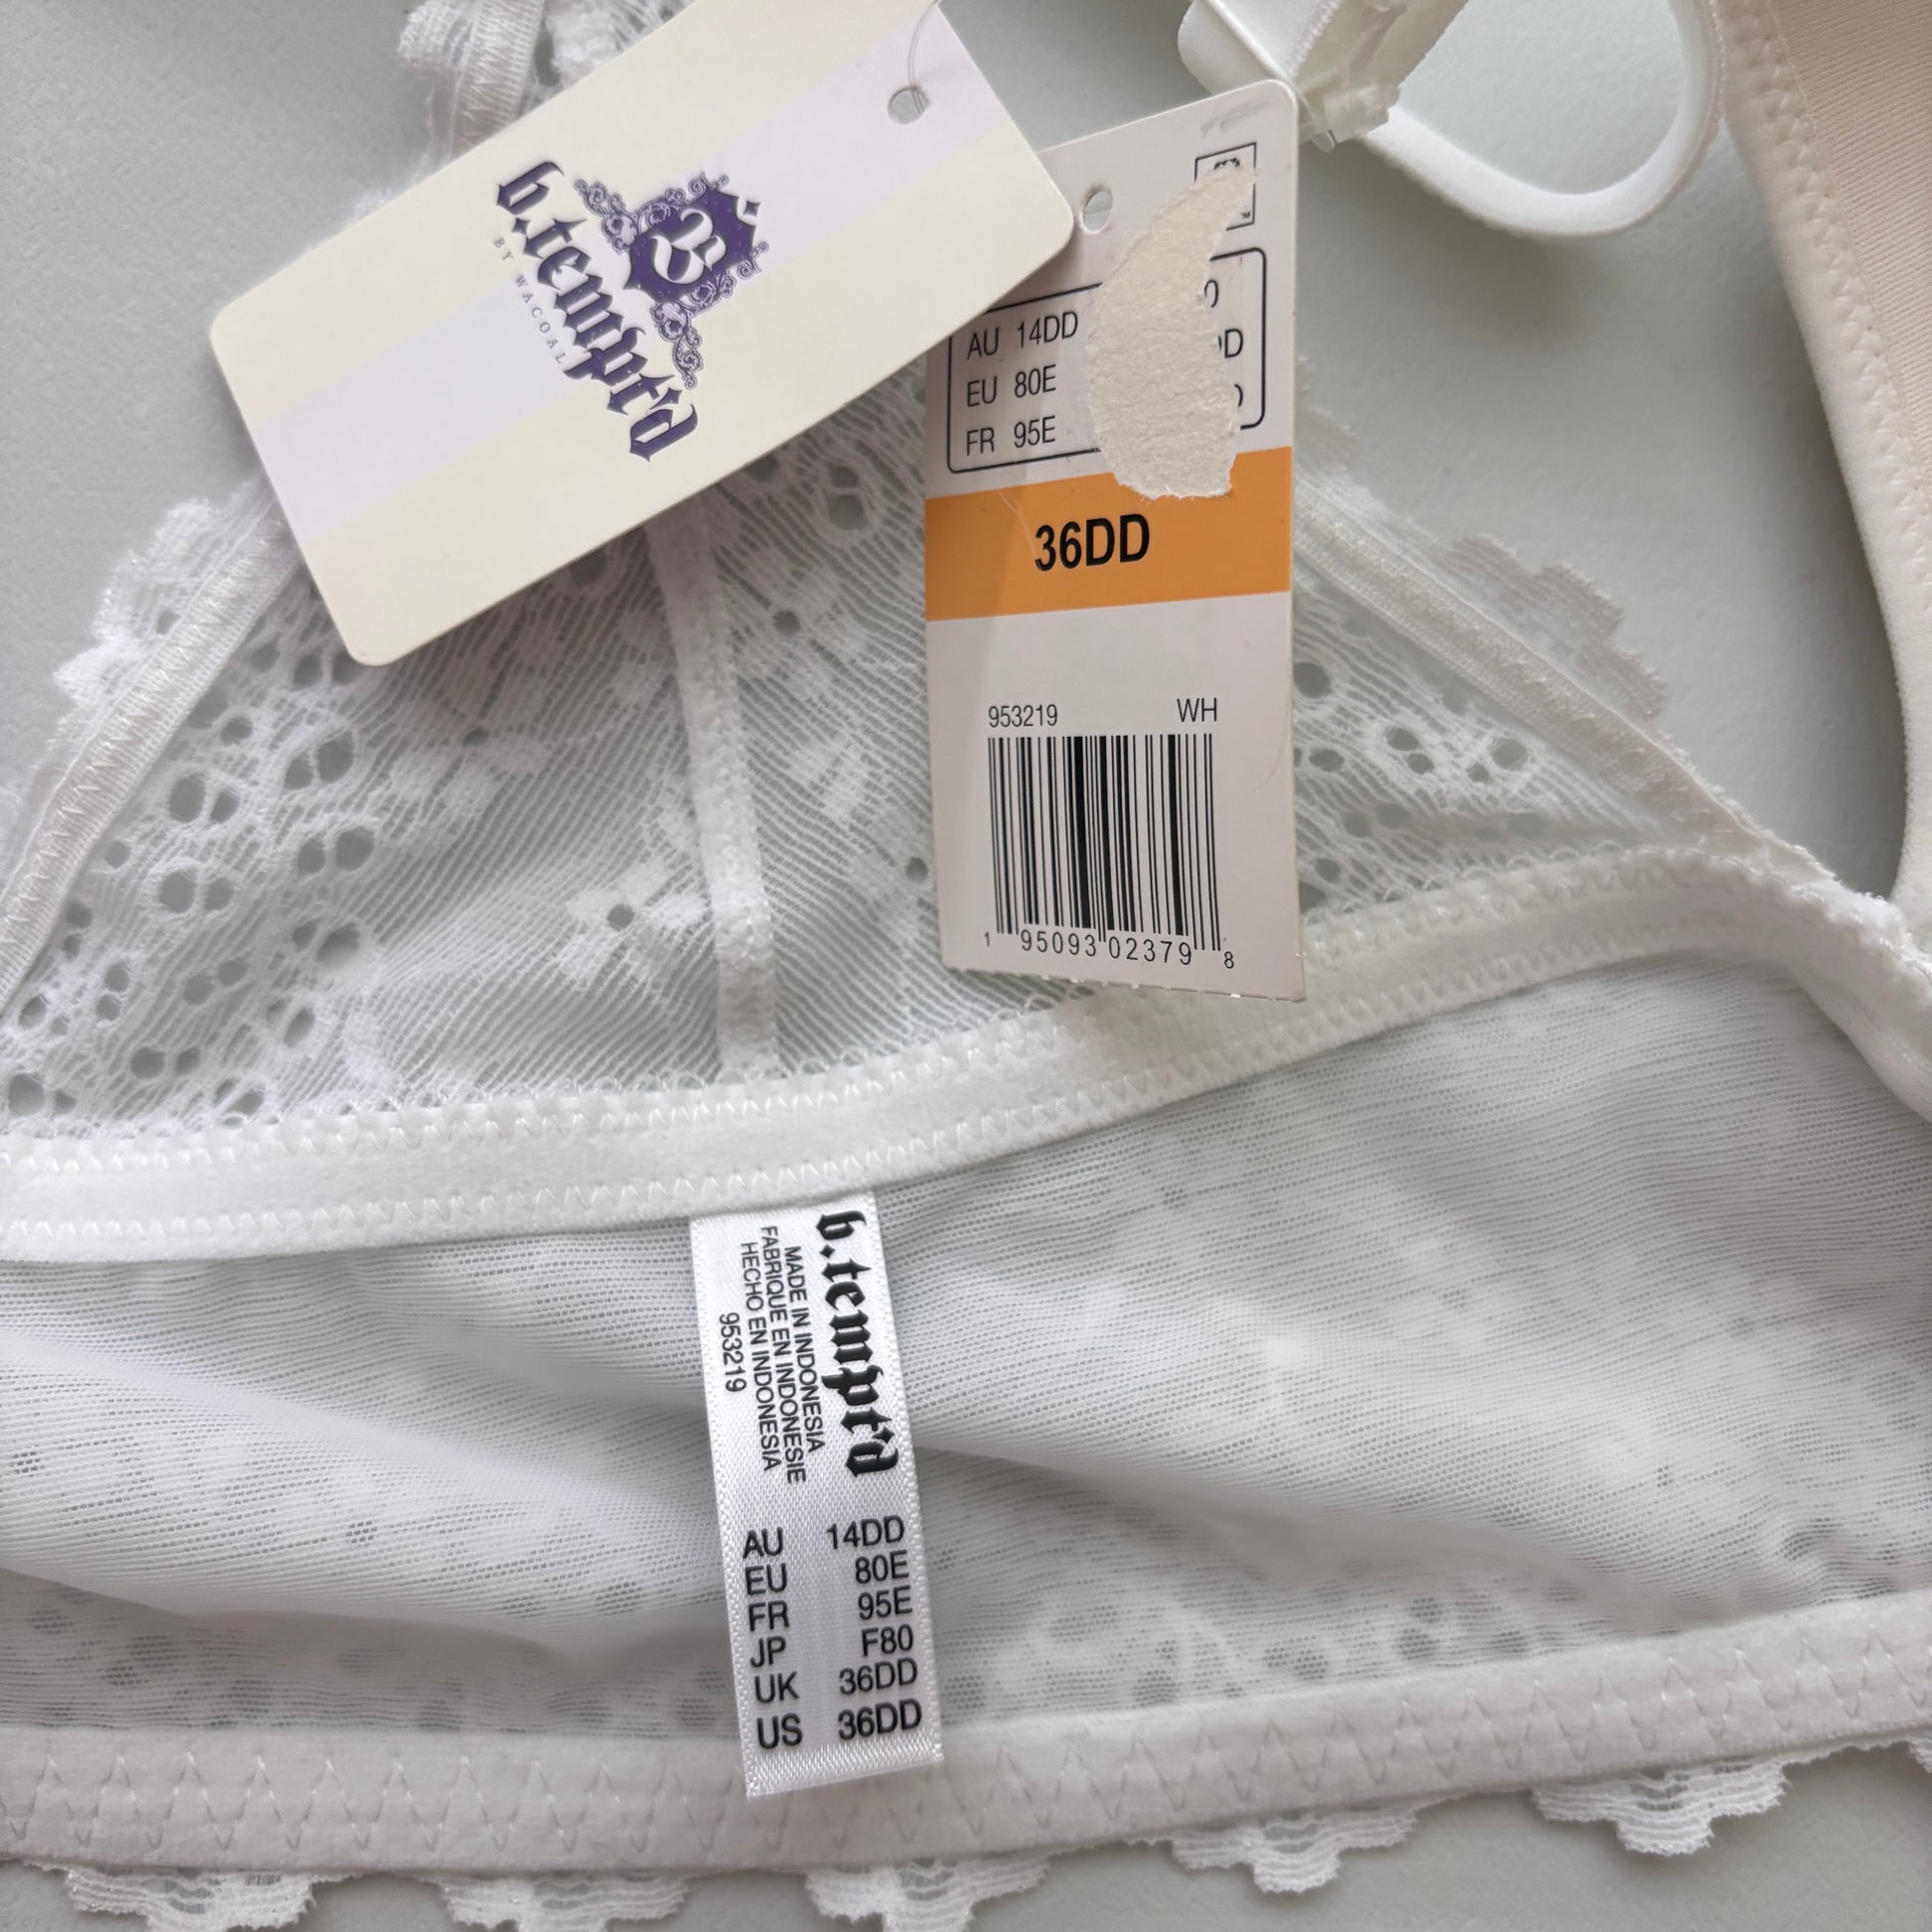 b.tempt'd
BY WACOAL
B
AU 14DD
EU 80E
FR 95E
36DD
953219 WH
1 95093 02379 8
b.tempt'd
MADE IN INDONESIA
FABRIQUE EN INDONESIE
HECHO EN INDONESIA
953219
AU 14DD
EU 80E
FR 95E
JP F80
UK 36DD
US 36DD